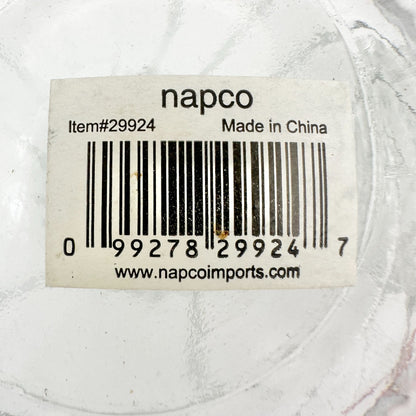 napco
Item#29924 Made in China
0 99278 29924 7
www.napcoimports.com